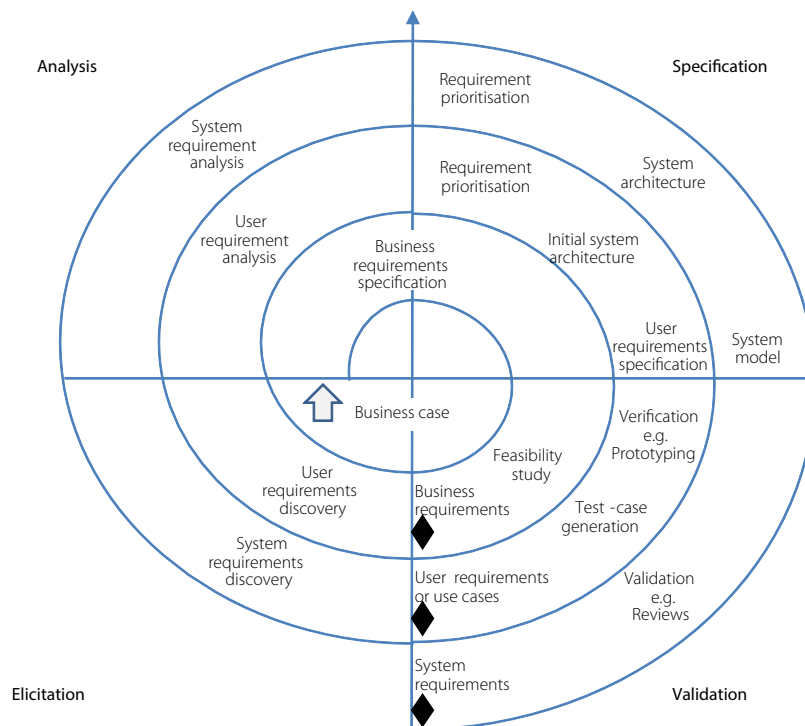 Analysis
Specification
Requirement
prioritisation
System
requirement
analysis
Requirement
prioritisation
System
architecture
User
requirement
analysis
Business
requirements
specification
Initial system
architecture
User
requirements
specification
System
model
Business case
Verification
e.g.
Prototyping
Feasibility
study
User
requirements
discovery
Business
requirements
Test -case
generation
System
requirements
discovery
User requirements
or use cases
Validation
e.g.
Reviews
System
requirements
Elicitation
Validation